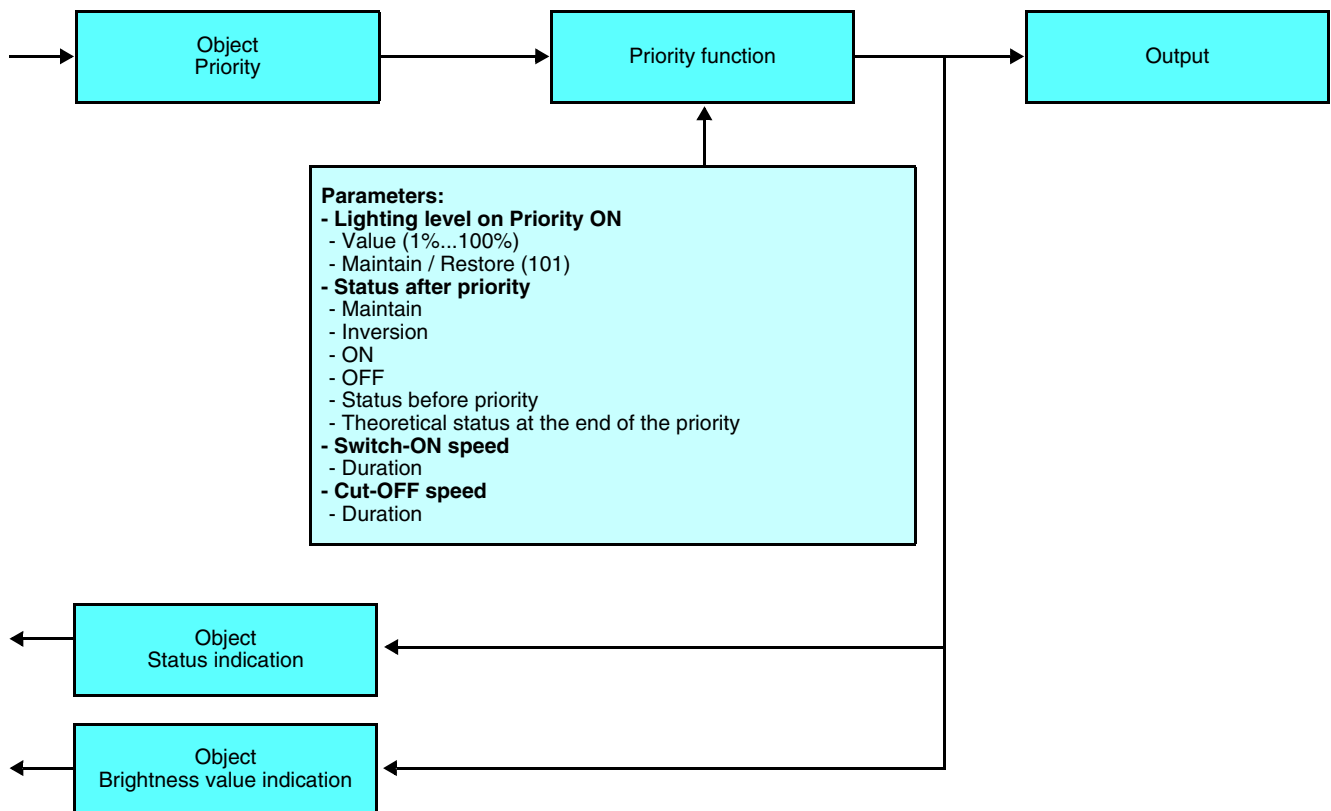 Object
Priority
Priority function
Output
Parameters:
- Lighting level on Priority ON
- Value (1%...100%)
- Maintain / Restore (101)
- Status after priority
- Maintain
- Inversion
- ON
- OFF
- Status before priority
- Theoretical status at the end of the priority
- Switch-ON speed
- Duration
- Cut-OFF speed
- Duration
Object
Status indication
Object
Brightness value indication